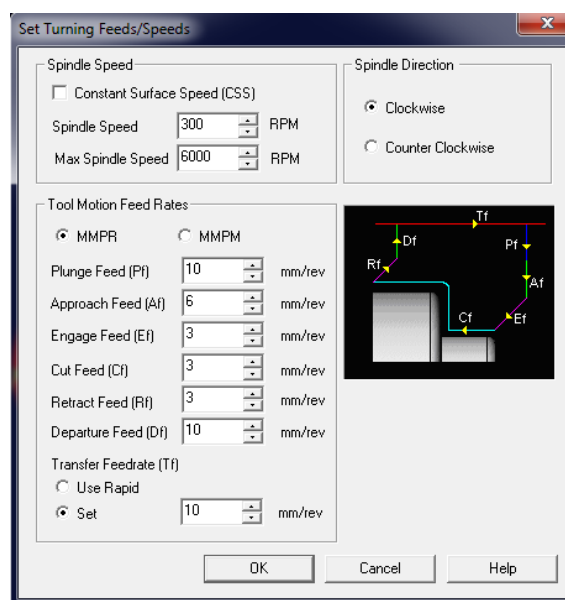 Set Turning Feeds/Speeds
Spindle Speed
Constant Surface Speed (CSS)
Spindle Speed 300 RPM
Max Spindle Speed 6000 RPM
Spindle Direction
Clockwise
Counter Clockwise
Tool Motion Feed Rates
MMPR MMPM
Plunge Feed (Pf) 10 mm/rev
Approach Feed (Af) 6 mm/rev
Engage Feed (Ef) 3 mm/rev
Cut Feed (Cf) 3 mm/rev
Retract Feed (Rf) 3 mm/rev
Departure Feed (Df) 10 mm/rev
Transfer Feedrate (Tf)
Use Rapid
Set 10 mm/rev
Tf
Df Pf
Rf
Af
Cf Ef
OK Cancel Help